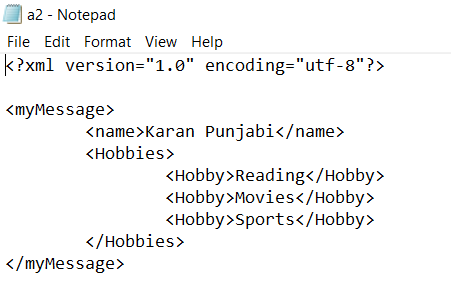 a2 - Notepad
File Edit Format View Help
<?xml version="1.0" encoding="utf-8"?>
<myMessage>
<name>Karan Punjabi</name>
<Hobbies>
<Hobby>Reading</Hobby>
<Hobby>Movies</Hobby>
<Hobby>Sports</Hobby>
</Hobbies>
</myMessage>